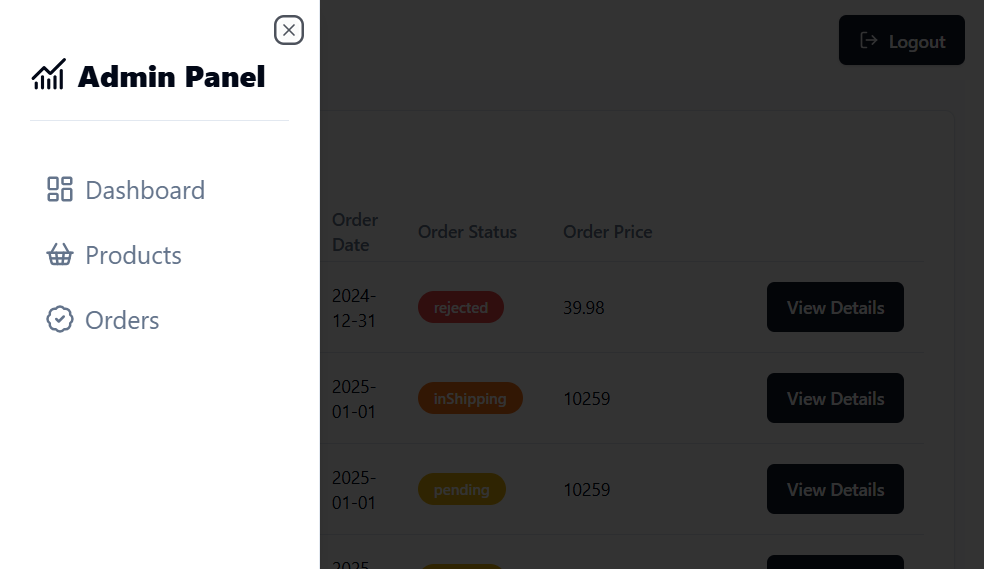 Logout
Admin Panel
Dashboard
Products
Orders
Order
Date
Order Status
Order Price
2024-
12-31
rejected
39.98
View Details
2025-
01-01
inShipping
10259
View Details
2025-
01-01
pending
10259
View Details
2025-